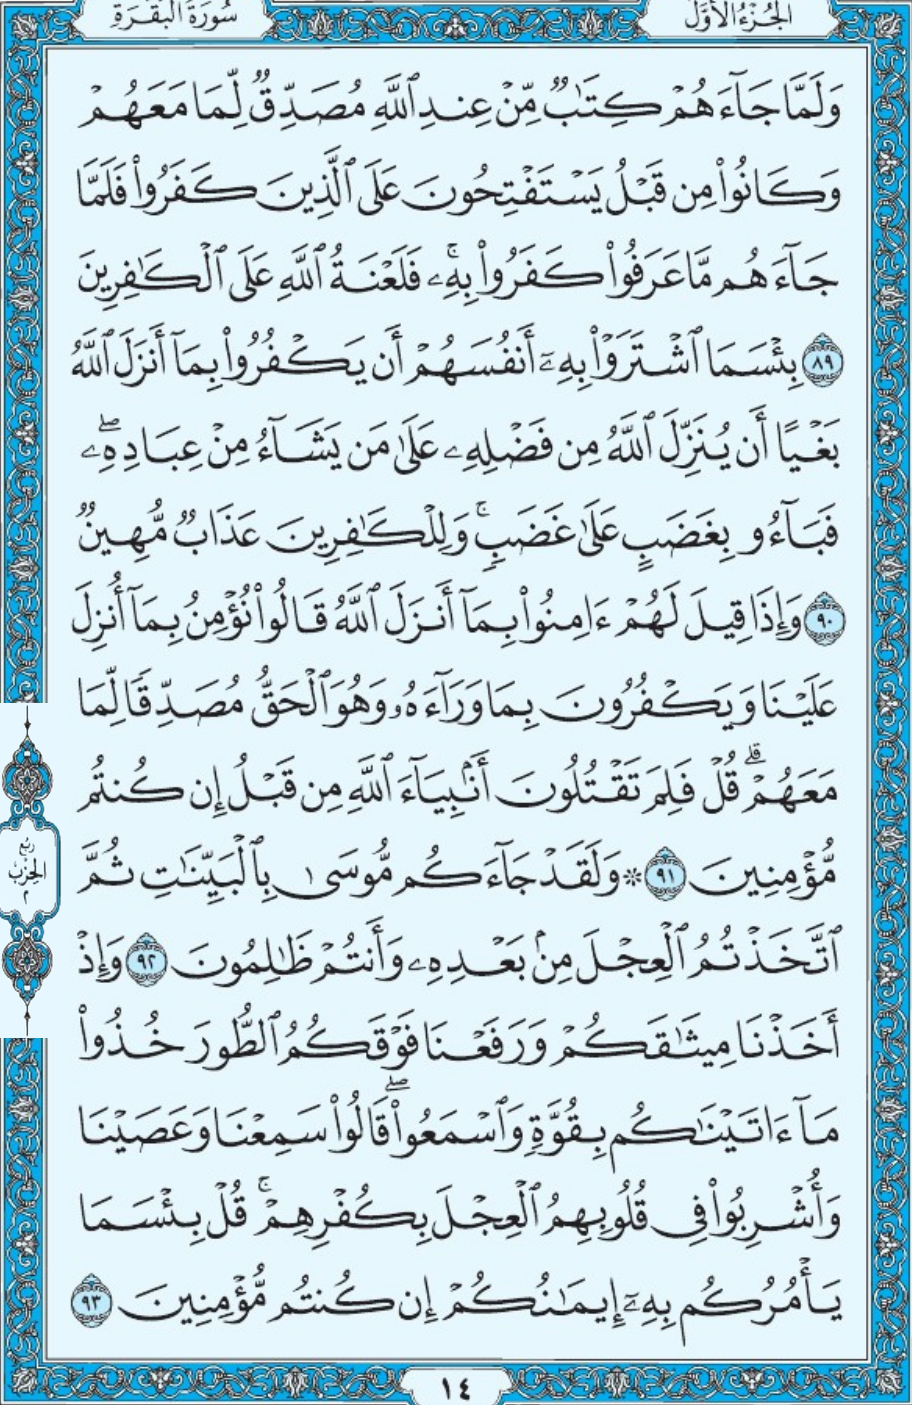 الجُزْءُ الأَوَّلُ
سُورَةُ البَقَرَةِ
وَلَمَّا جَآءَهُمْ كِتَٰبٌ مِّنْ عِندِ ٱللَّهِ مُصَدِّقٌ لِّمَا مَعَهُمْ
وَكَانُوا۟ مِن قَبْلُ يَسْتَفْتِحُونَ عَلَى ٱلَّذِينَ كَفَرُوا۟ فَلَمَّا
جَآءَهُم مَّا عَرَفُوا۟ كَفَرُوا۟ بِهِۦ ۚ فَلَعْنَةُ ٱللَّهِ عَلَى ٱلْكَٰفِرِينَ
٨٩ بِئْسَمَا ٱشْتَرَوْا۟ بِهِۦٓ أَنفُسَهُمْ أَن يَكْفُرُوا۟ بِمَآ أَنزَلَ ٱللَّهُ
بَغْيًا أَن يُنَزِّلَ ٱللَّهُ مِن فَضْلِهِۦ عَلَىٰ مَن يَشَآءُ مِنْ عِبَادِهِۦ ۖ
فَبَآءُو بِغَضَبٍ عَلَىٰ غَضَبٍ ۚ وَلِلْكَٰفِرِينَ عَذَابٌ مُّهِينٌ
٩٠ وَإِذَا قِيلَ لَهُمْ ءَامِنُوا۟ بِمَآ أَنزَلَ ٱللَّهُ قَالُوا۟ نُؤْمِنُ بِمَآ أُنزِلَ
عَلَيْنَا وَيَكْفُرُونَ بِمَا وَرَآءَهُۥ وَهُوَ ٱلْحَقُّ مُصَدِّقًا لِّمَا
مَعَهُمْ ۗ قُلْ فَلِمَ تَقْتُلُونَ أَنۢبِيَآءَ ٱللَّهِ مِن قَبْلُ إِن كُنتُم
مُّؤْمِنِينَ ٩١ ۞ وَلَقَدْ جَآءَكُم مُّوسَىٰ بِٱلْبَيِّنَٰتِ ثُمَّ
ٱتَّخَذْتُمُ ٱلْعِجْلَ مِنۢ بَعْدِهِۦ وَأَنتُمْ ظَٰلِمُونَ ٩٢ وَإِذْ
أَخَذْنَا مِيثَٰقَكُمْ وَرَفَعْنَا فَوْقَكُمُ ٱلطُّورَ خُذُوا۟
مَآ ءَاتَيْنَٰكُم بِقُوَّةٍ وَٱسْمَعُوا۟ ۖ قَالُوا۟ سَمِعْنَا وَعَصَيْنَا
وَأُشْرِبُوا۟ فِى قُلُوبِهِمُ ٱلْعِجْلَ بِكُفْرِهِمْ ۚ قُلْ بِئْسَمَا
يَأْمُرُكُم بِهِۦٓ إِيمَٰنُكُمْ إِن كُنتُم مُّؤْمِنِينَ ٩٣
رُبُعُ
الحِزْبِ
٢
١٤